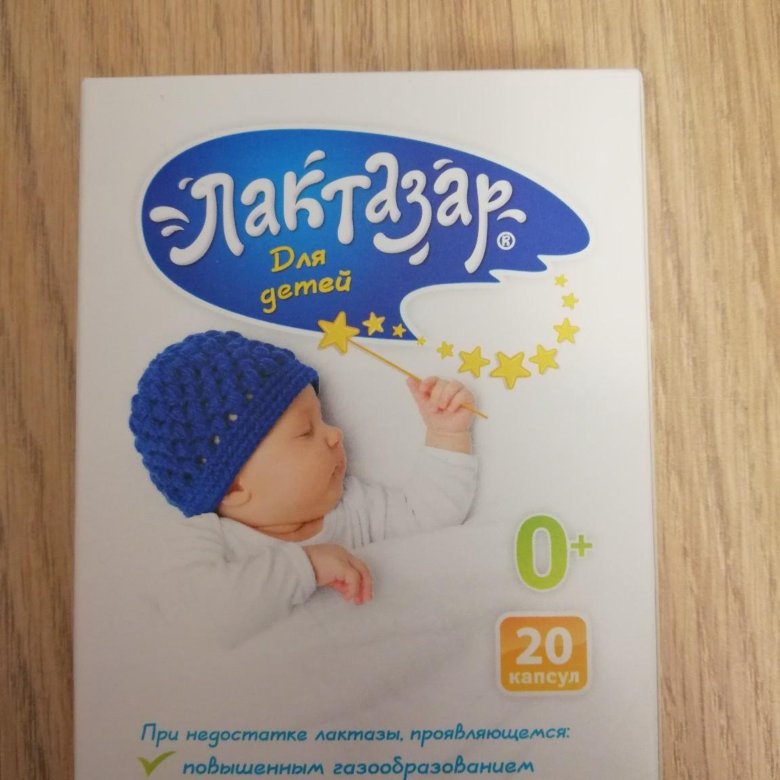 Лактазар®
Для
детей
0+
20
капсул
При недостатке лактазы, проявляющемся:
повышенным газообразованием